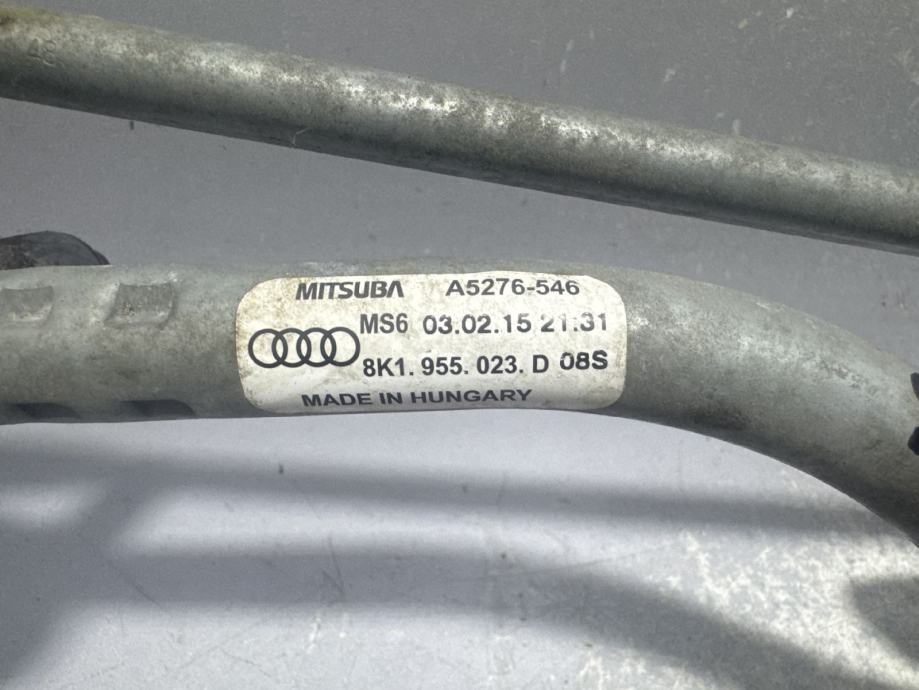 MITSUBA A5276-546
MS6 03.02.15 21:31
8K1. 955. 023. D 08S
MADE IN HUNGARY